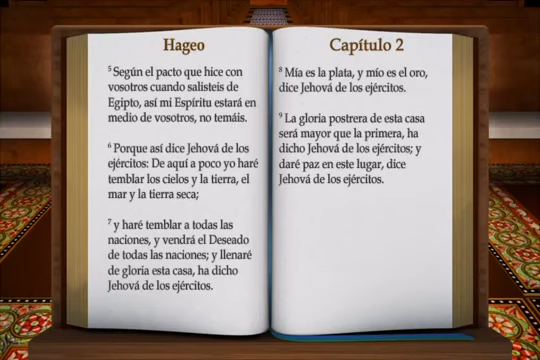 Hageo
5 Según el pacto que hice con
vosotros cuando salisteis de
Egipto, así mi Espíritu estará en
medio de vosotros, no temáis.
6 Porque así dice Jehová de los
ejércitos: De aquí a poco yo haré
temblar los cielos y la tierra, el
mar y la tierra seca;
7 y haré temblar a todas las
naciones, y vendrá el Deseado
de todas las naciones; y llenaré
de gloria esta casa, ha dicho
Jehová de los ejércitos.
Capítulo 2
8 Mía es la plata, y mío es el oro,
dice Jehová de los ejércitos.
9 La gloria postrera de esta casa
será mayor que la primera, ha
dicho Jehová de los ejércitos; y
daré paz en este lugar, dice
Jehová de los ejércitos.